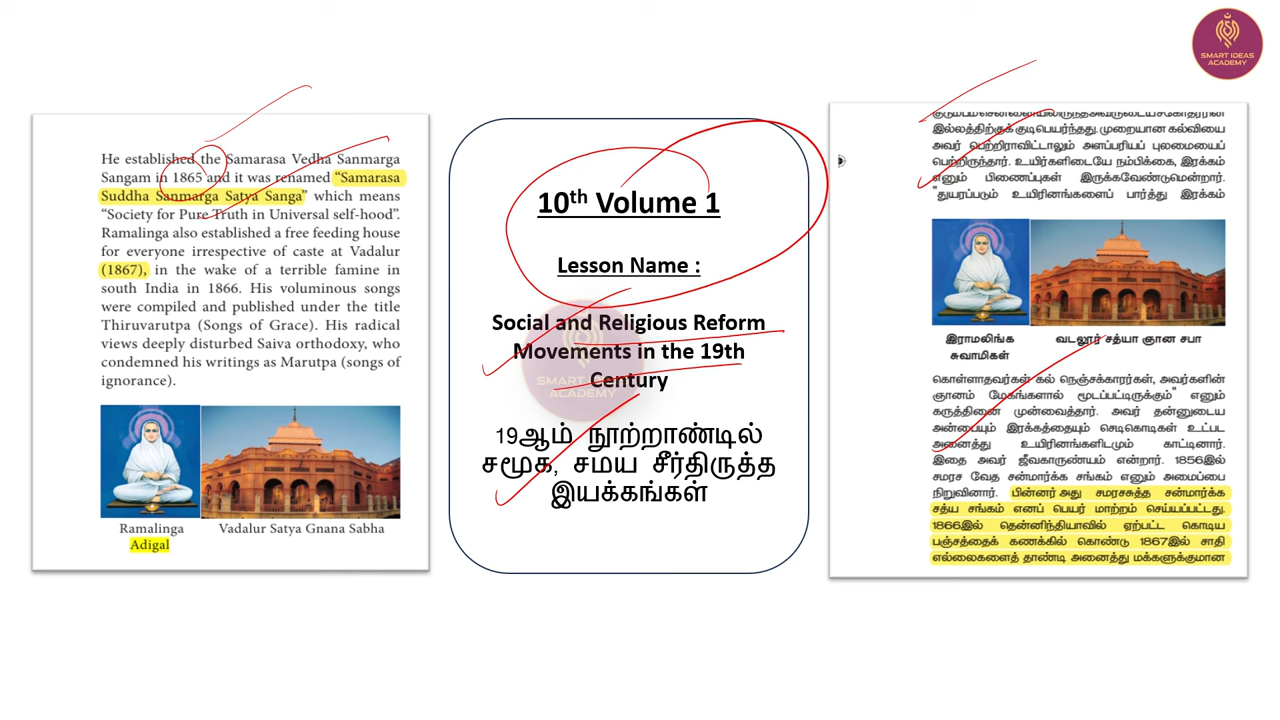 SMART IDEAS
ACADEMY
He established the Samarasa Vedha Sanmarga
Sangam in 1865 and it was renamed “Samarasa
Suddha Sanmarga Satya Sanga” which means
“Society for Pure Truth in Universal self-hood”.
Ramalinga also established a free feeding house
for everyone irrespective of caste at Vadalur
(1867), in the wake of a terrible famine in
south India in 1866. His voluminous songs
were compiled and published under the title
Thiruvarutpa (Songs of Grace). His radical
views deeply disturbed Saiva orthodoxy, who
condemned his writings as Marutpa (songs of
ignorance).
Ramalinga
Adigal
Vadalur Satya Gnana Sabha
10th Volume 1
Lesson Name :
Social and Religious Reform
Movements in the 19th
Century
SMART IDEAS
ACADEMY
19ஆம் நூற்றாண்டில்
சமூக, சமய சீர்திருத்த
இயக்கங்கள்
குடும்பம்சென்னையிலிருந்தஅவருடையசகோதரரின்
இல்லத்திற்குக் குடிபெயர்ந்தது. முறையான கல்வியை
அவர் பெற்றிராவிட்டாலும் அளப்பரிய புலமையைப்
பெற்றிருந்தார். உயிர்களிடையே நம்பிக்கை, இரக்கம்
எனும் பிணைப்புகள் இருக்கவேண்டுமென்றார்.
"துயரப்படும் உயிரினங்களைப் பார்த்து இரக்கம்
இராமலிங்க
சுவாமிகள்
வடலூர் சத்யா ஞான சபா
கொள்ளாதவர்கள் கல் நெஞ்சக்காரர்கள், அவர்களின்
ஞானம் மேகங்களால் மூடப்பட்டிருக்கும்" எனும்
கருத்தினை முன்வைத்தார். அவர் தன்னுடைய
அன்பையும் இரக்கத்தையும் செடிகொடிகள் உட்பட
அனைத்து உயிரினங்களிடமும் காட்டினார்.
இதை அவர் ஜீவகாருண்யம் என்றார். 1856இல்
சமரச வேத சன்மார்க்க சங்கம் எனும் அமைப்பை
நிறுவினார். பின்னர் அது சமரசசுத்த சன்மார்க்க
சத்ய சங்கம் எனப் பெயர் மாற்றம் செய்யப்பட்டது.
1866இல் தென்னிந்தியாவில் ஏற்பட்ட கொடிய
பஞ்சத்தைக் கணக்கில் கொண்டு 1867இல் சாதி
எல்லைகளைத் தாண்டி அனைத்து மக்களுக்குமான